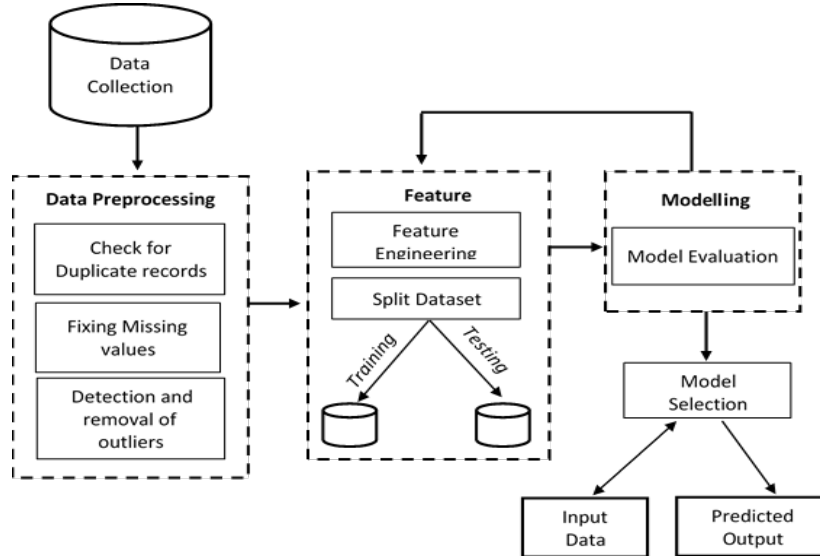 Data
Collection
Data Preprocessing
Check for
Duplicate records
Fixing Missing
values
Detection and
removal of
outliers
Feature
Feature
Engineering
Split Dataset
Training
Testing
Modelling
Model Evaluation
Model
Selection
Input
Data
Predicted
Output